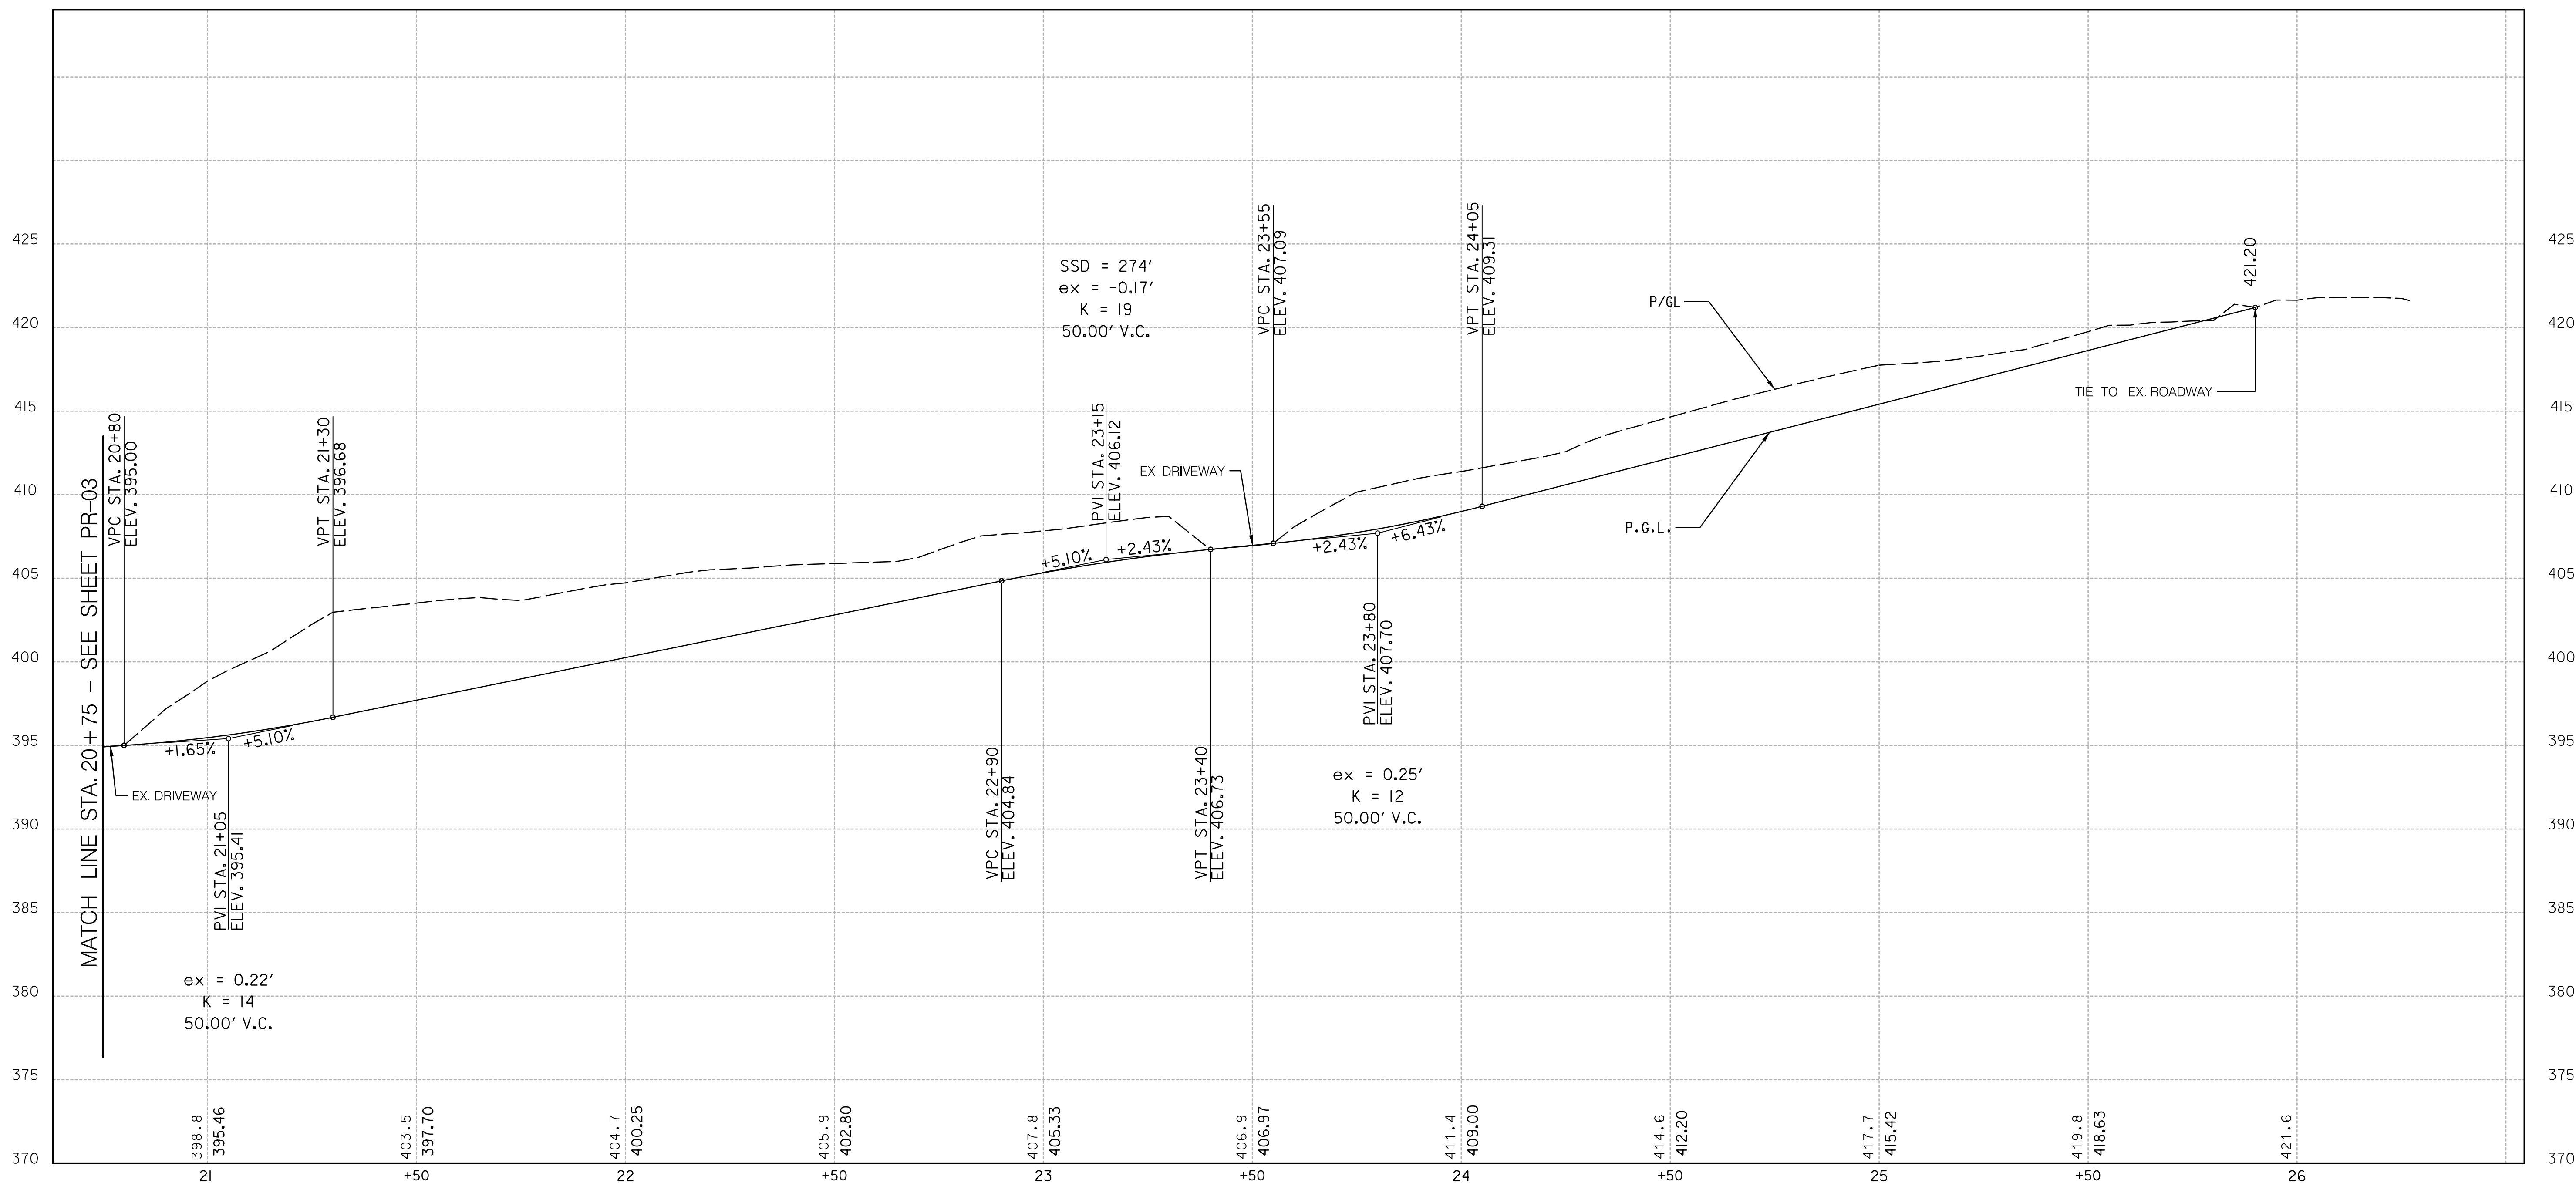 425
420
415
410
405
400
395
390
385
380
375
370
MATCH LINE STA. 20+75 - SEE SHEET PR-03
VPC STA. 20+80
ELEV. 395.00
EX. DRIVEWAY
+1.65%
+5.10%
PVI STA. 21+05
ELEV. 395.41
ex = 0.22'
K = 14
50.00' V.C.
VPT STA. 21+30
ELEV. 396.68
VPC STA. 22+90
ELEV. 404.84
SSD = 274'
ex = -0.17'
K = 19
50.00' V.C.
PVI STA. 23+15
ELEV. 406.12
+5.10%
+2.43%
EX. DRIVEWAY
VPT STA. 23+40
ELEV. 406.73
VPC STA. 23+55
ELEV. 407.09
+2.43%
+6.43%
PVI STA. 23+80
ELEV. 407.70
ex = 0.25'
K = 12
50.00' V.C.
VPT STA. 24+05
ELEV. 409.31
P/GL
P.G.L.
421.20
TIE TO EX. ROADWAY
425
420
415
410
405
400
395
390
385
380
375
370
398.8
395.46
403.5
397.70
404.7
400.25
405.9
402.80
407.8
405.33
406.9
406.97
411.4
409.00
414.6
412.20
417.7
415.42
419.8
418.63
421.6
21
+50
22
+50
23
+50
24
+50
25
+50
26